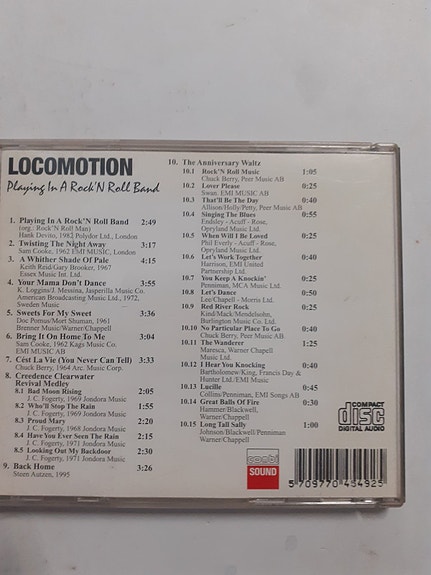 LOCOMOTION
Playing In A Rock'N Roll Band
1. Playing In A Rock'N Roll Band 2:49
(org.: Rock'N Roll Man)
Hank Devito, 1982 Polydor Ltd., London
2. Twisting The Night Away 3:17
Sam Cooke, 1962 EMI MUSIC, London
3. A Whither Shade Of Pale 4:15
Keith Reid/Gary Brooker, 1967
Essex Music Int. Ltd.
4. Your Mama Don't Dance 3:55
K. Loggins/J. Messina, Jasperilla Music Co.
American Broadcasting Music Ltd., 1972,
Sweden Music
5. Sweets For My Sweet 3:36
Doc Pomus/Mort Shuman, 1961
Brenner Music/Warner/Chappell
6. Bring It On Home To Me 3:04
Sam Cooke, 1962 Kags Music Co.
EMI MUSIC AB
7. Cést La Vie (You Never Can Tell) 3:33
Chuck Berry, 1964 Arc. Music Corp.
8. Creedence Clearwater
Revival Medley
8.1 Bad Moon Rising 2:05
J. C. Fogerty, 1969 Jondora Music
8.2 Who'll Stop The Rain 1:55
J. C. Fogerty, 1970 Jondora Music
8.3 Proud Mary 2:20
J. C. Fogerty, 1968 Jondora Music
8.4 Have You Ever Seen The Rain 2:15
J. C. Fogerty, 1971 Jondora Music
8.5 Looking Out My Backdoor 2:30
J. C. Fogerty, 1971 Jondora Music
9. Back Home 3:26
Steen Autzen, 1995
10. The Anniversary Waltz
10.1 Rock'N Roll Music 1:05
Chuck Berry, Peer Music AB
10.2 Lover Please 0:25
Swan. EMI MUSIC AB
10.3 That'll Be The Day 0:40
Allison/Holly/Petty, Peer Music AB
10.4 Singing The Blues 0:55
Endsley - Acuff - Rose,
Opryland Music Ltd.
10.5 When Will I Be Loved 0:25
Phil Everly - Acuff - Rose,
Opryland Music Ltd.
10.6 Let's Work Together 0:40
Harrison, EMI United
Partnership Ltd.
10.7 You Keep A Knockin' 0:25
Penniman, MCA Music Ltd.
10.8 Let's Dance 0:50
Lee/Chapell - Morris Ltd.
10.9 Red River Rock 0:25
Kind/Mack/Mendelsohn,
Burlington Music Co. Ltd.
10.10 No Particular Place To Go 0:40
Chuck Berry, Peer Music AB
10.11 The Wanderer 1:25
Maresca, Warner Chapell
Music Ltd.
10.12 I Hear You Knocking 0:40
Bartholomew/King, Francis Day &
Hunter Ltd./EMI Music
10.13 Lucille 0:45
Collins/Penniman, EMI Songs AB
10.14 Great Balls Of Fire 0:30
Hammer/Blackwell,
Warner/Chappell
10.15 Long Tall Sally 1:00
Johnson/Blackwell/Penniman
Warner/Chappell
COMPACT
disc
DIGITAL AUDIO
SOUND
5 709770 454925